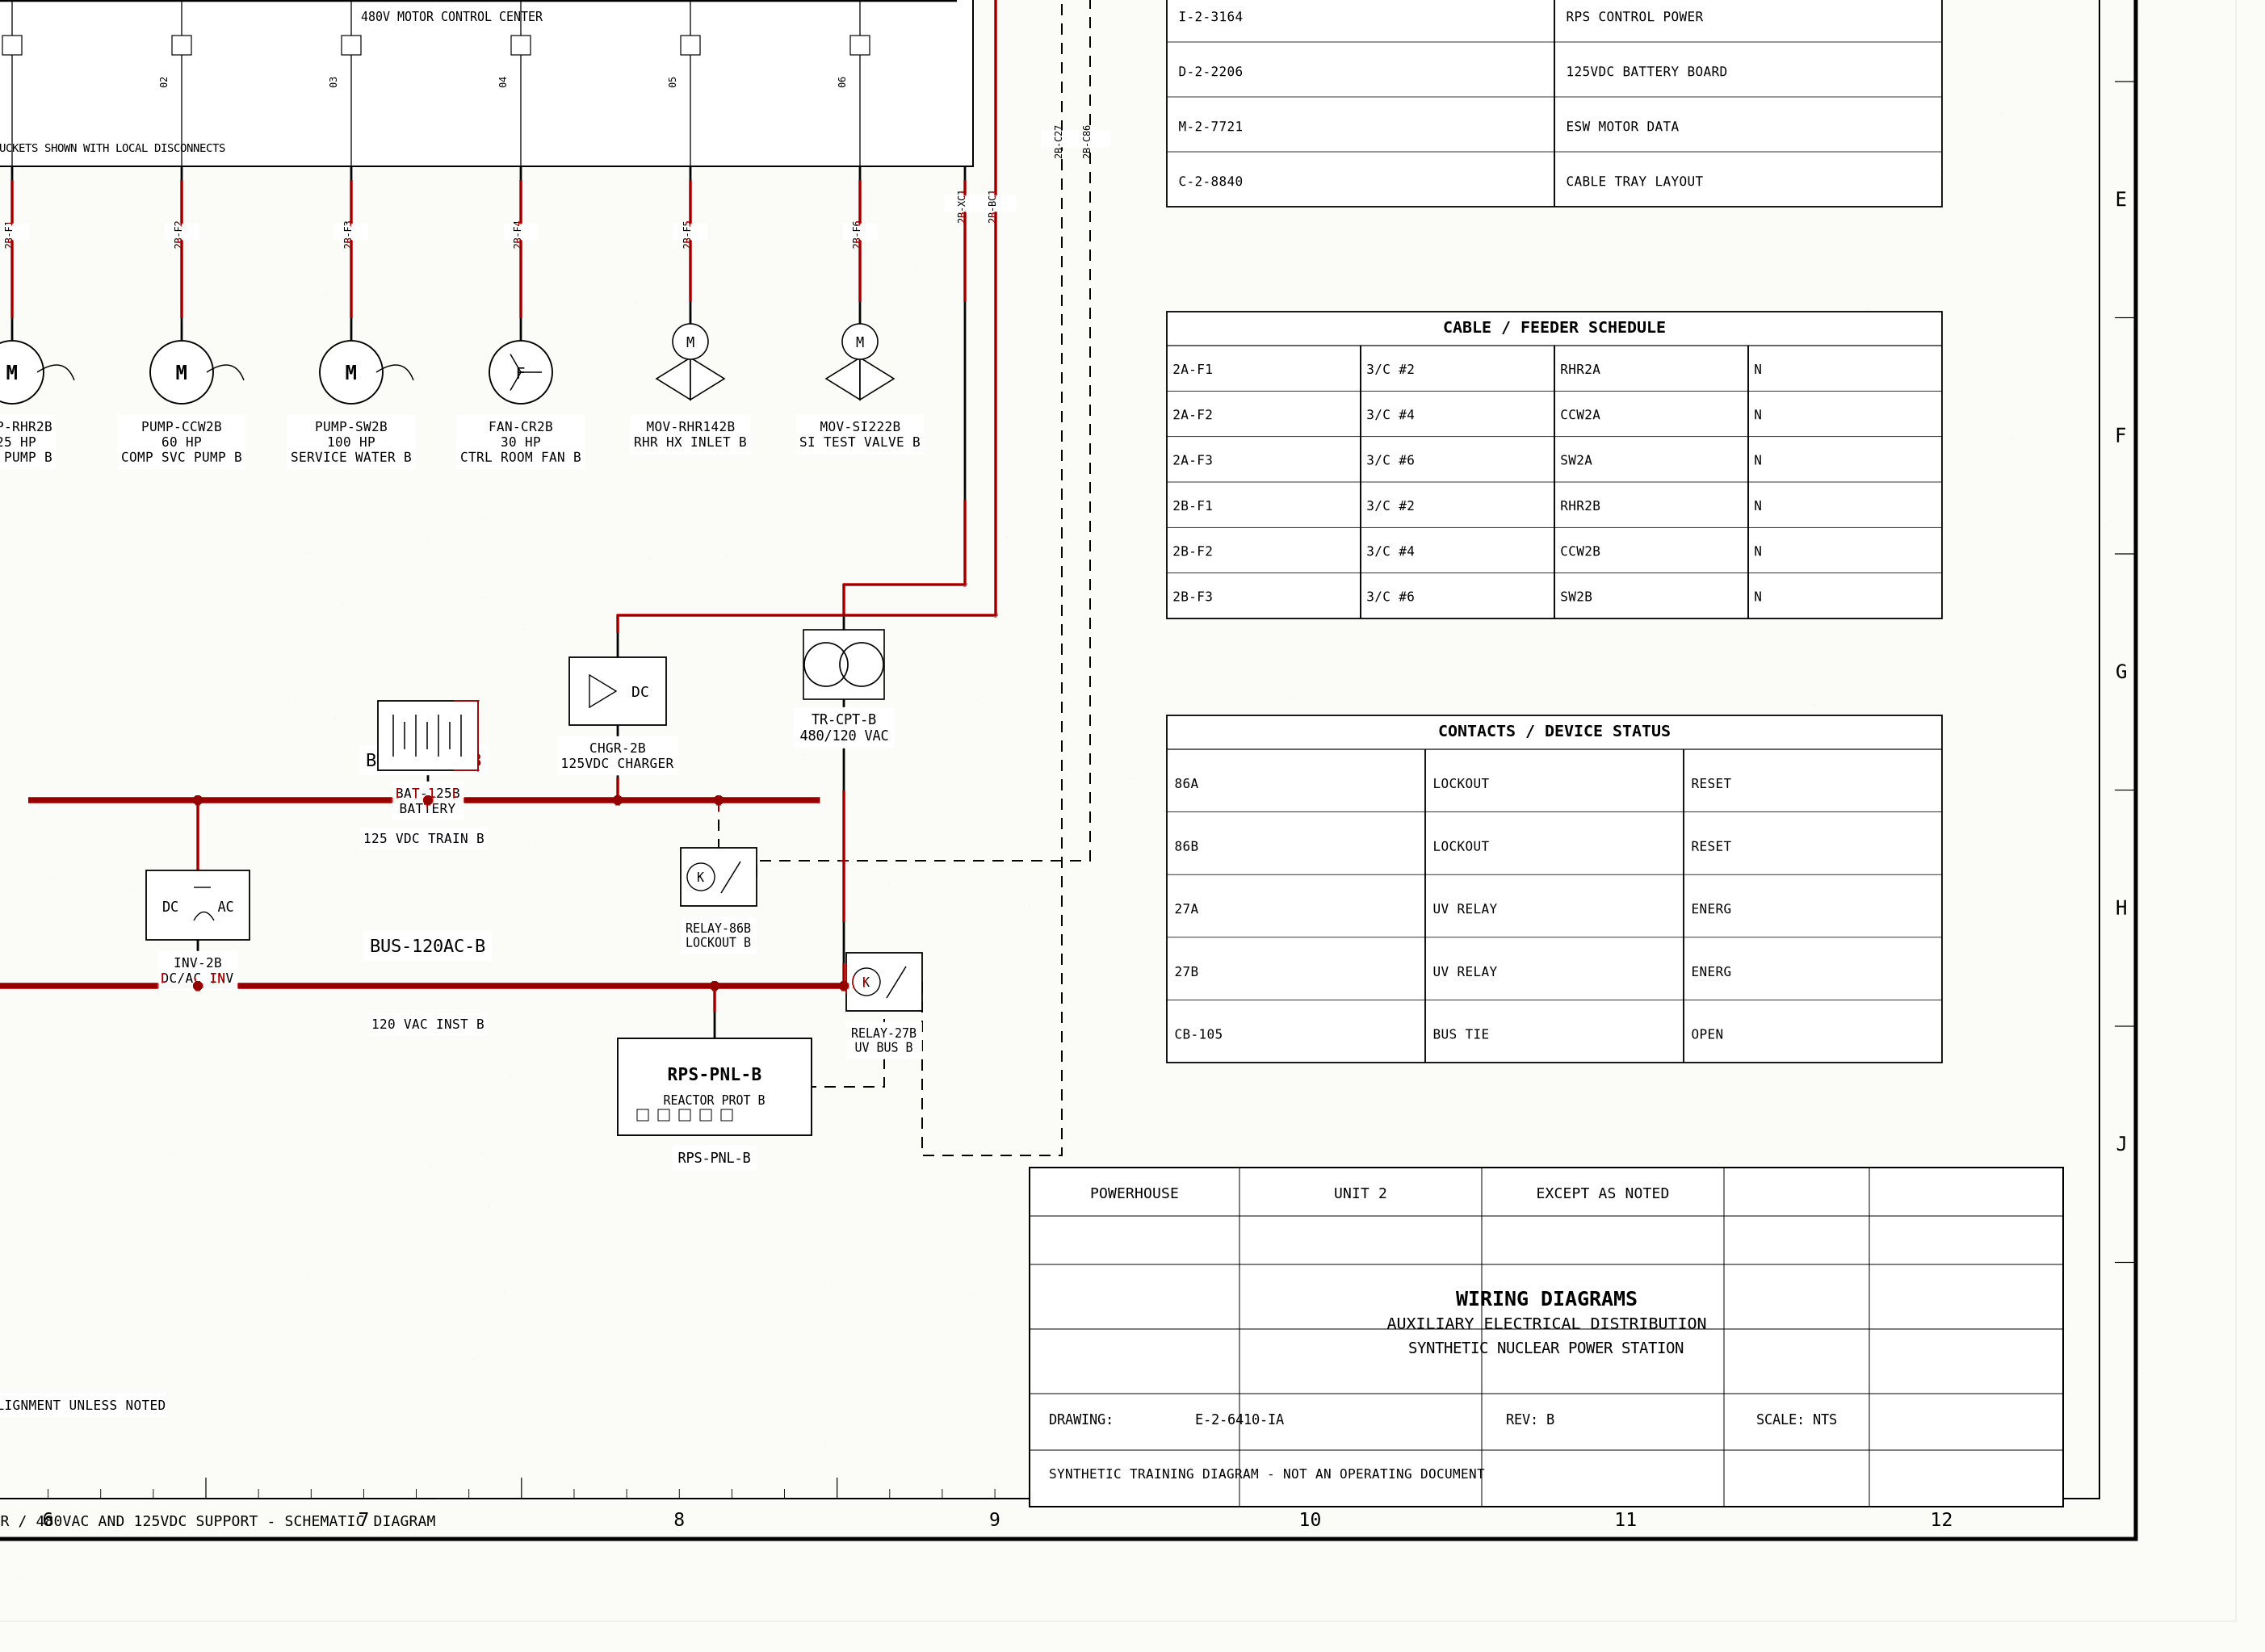 480V MOTOR CONTROL CENTER
02
03
04
05
06
UCKETS SHOWN WITH LOCAL DISCONNECTS
2B-F1
2B-F2
2B-F3
2B-F4
2B-F5
2B-F6
2B-XC1
2B-BC1
2B-C27
2B-C86
M
M
M
F
M
M
P-RHR2B
25 HP
PUMP B
PUMP-CCW2B
60 HP
COMP SVC PUMP B
PUMP-SW2B
100 HP
SERVICE WATER B
FAN-CR2B
30 HP
CTRL ROOM FAN B
MOV-RHR142B
RHR HX INLET B
MOV-SI222B
SI TEST VALVE B
DC
CHGR-2B
125VDC CHARGER
TR-CPT-B
480/120 VAC
BAT-125B
BATTERY
125 VDC TRAIN B
K
RELAY-86B
LOCKOUT B
DC AC
INV-2B
DC/AC INV
BUS-120AC-B
120 VAC INST B
K
RELAY-27B
UV BUS B
RPS-PNL-B
REACTOR PROT B
RPS-PNL-B
LIGNMENT UNLESS NOTED
I-2-3164 RPS CONTROL POWER
D-2-2206 125VDC BATTERY BOARD
M-2-7721 ESW MOTOR DATA
C-2-8840 CABLE TRAY LAYOUT
CABLE / FEEDER SCHEDULE
2A-F1 3/C #2 RHR2A N
2A-F2 3/C #4 CCW2A N
2A-F3 3/C #6 SW2A N
2B-F1 3/C #2 RHR2B N
2B-F2 3/C #4 CCW2B N
2B-F3 3/C #6 SW2B N
CONTACTS / DEVICE STATUS
86A LOCKOUT RESET
86B LOCKOUT RESET
27A UV RELAY ENERG
27B UV RELAY ENERG
CB-105 BUS TIE OPEN
E
F
G
H
J
POWERHOUSE UNIT 2 EXCEPT AS NOTED
WIRING DIAGRAMS
AUXILIARY ELECTRICAL DISTRIBUTION
SYNTHETIC NUCLEAR POWER STATION
DRAWING: E-2-6410-IA REV: B SCALE: NTS
SYNTHETIC TRAINING DIAGRAM - NOT AN OPERATING DOCUMENT
R / 480VAC AND 125VDC SUPPORT - SCHEMATIC DIAGRAM
6 7 8 9 10 11 12